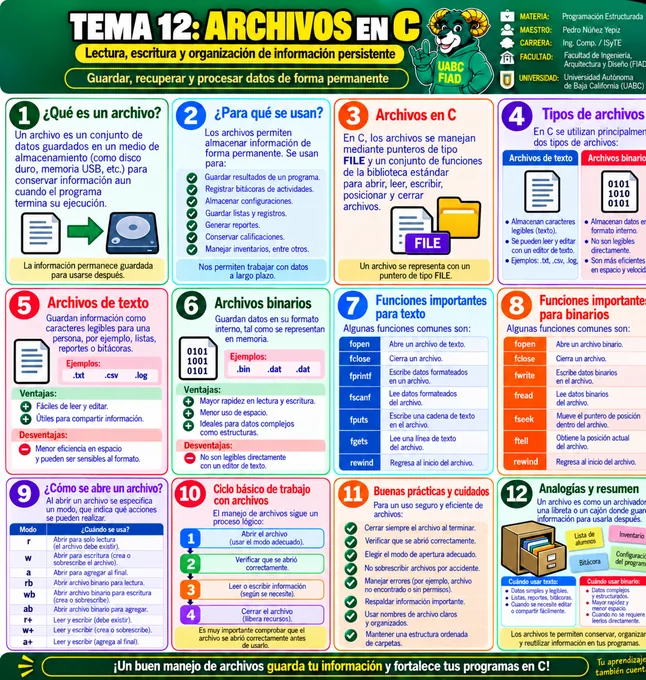 TEMA 12: ARCHIVOS EN C
Lectura, escritura y organización de información persistente
Guardar, recuperar y procesar datos de forma permanente
UABC
FIAD
MATERIA: Programación Estructurada
MAESTRO: Pedro Núñez Yepiz
CARRERA: Ing. Comp. / ISyTE
FACULTAD: Facultad de Ingeniería,
Arquitectura y Diseño (FIAD
UNIVERSIDAD: Universidad Autónoma
de Baja California (UABC)
1 ¿Qué es un archivo?
Un archivo es un conjunto de
datos guardados en un medio de
almacenamiento (como disco
duro, memoria USB, etc.) para
conservar información aun
cuando el programa
termina su ejecución.
La información permanece guardada
para usarse después.
2 ¿Para qué se usan?
Los archivos permiten
almacenar información de
forma permanente. Se usan
para:
Guardar resultados de un programa.
Registrar bitácoras de actividades.
Almacenar configuraciones.
Guardar listas y registros.
Generar reportes.
Conservar calificaciones.
Manejar inventarios, entre otros.
Nos permiten trabajar con datos
a largo plazo.
3 Archivos en C
En C, los archivos se manejan
mediante punteros de tipo
FILE y un conjunto de funciones
de la biblioteca estándar
para abrir, leer, escribir,
posicionar y cerrar
archivos.
FILE
Un archivo se representa con un
puntero de tipo FILE.
4 Tipos de archivos
En C se utilizan principalmen
dos tipos de archivos:
Archivos de texto
• Almacenan caracteres
legibles (texto).
• Se pueden leer y editar
con un editor de texto.
• Ejemplos: .txt, .csv, .log,
Archivos binario
0101
1010
0101
• Almacenan datos en
formato interno.
• No son legibles
directamente.
• Son más eficientes
en espacio y velocida
5 Archivos de texto
Guardan información como
caracteres legibles para una
persona, por ejemplo, listas,
reportes o bitácoras.
Ejemplos:
.txt .csv .log
Ventajas:
Fáciles de leer y editar.
Útiles para compartir información.
Desventajas:
Menor eficiencia en espacio
y pueden ser sensibles al formato.
6 Archivos binarios
Guardan datos en su formato
interno, tal como se representan
en memoria.
0101
1001
0101
Ejemplos:
.bin .dat .dat
Ventajas:
Mayor rapidez en lectura y escritura.
Menor uso de espacio.
Ideales para datos complejos
como estructuras.
Desventajas:
No son legibles directamente
con un editor de texto.
7 Funciones importantes
para texto
Algunas funciones comunes son:
fopen Abre un archivo de texto.
fclose Cierra un archivo.
fprintf Escribe datos formateados
en un archivo.
fscanf Lee datos formateados
del archivo.
fputs Escribe una cadena de texto
en el archivo.
fgets Lee una línea de texto
del archivo.
rewind Regresa al inicio del archivo.
8 Funciones importantes
para binarios
Algunas funciones comunes son:
fopen Abre un archivo binario.
fclose Cierra un archivo.
fwrite Escribe datos binarios
en el archivo.
fread Lee datos binarios
del archivo.
fseek Mueve el puntero de posición
dentro del archivo.
ftell Obtiene la posición actual
del archivo.
rewind Regresa al inicio del archivo.
9 ¿Cómo se abre un archivo?
Al abrir un archivo se especifica
un modo, que indica qué acciones
se pueden realizar.
Modo ¿Cuándo se usa?
r Abrir para solo lectura
(el archivo debe existir).
w Abrir para escritura (crea o
sobrescribe el archivo).
a Abrir para agregar al final.
rb Abrir archivo binario para lectura.
wb Abrir archivo binario para escritura
(crea o sobrescribe).
ab Abrir archivo binario para agregar.
r+ Leer y escribir (debe existir).
w+ Leer y escribir (crea o sobrescribe).
a+ Leer y escribir (agrega al final).
10 Ciclo básico de trabajo
con archivos
El manejo de archivos sigue un
proceso lógico:
1 Abrir el archivo
(usar el modo adecuado).
2 Verificar que se abrió
correctamente.
3 Leer o escribir información
(según se necesite).
4 Cerrar el archivo
(libera recursos).
Es muy importante comprobar que el
archivo se abrió correctamente antes
de usarlo.
11 Buenas prácticas y cuidados
Para un uso seguro y eficiente de
archivos:
Cerrar siempre el archivo al terminar.
Verificar que se abrió correctamente.
Elegir el modo de apertura adecuado.
No sobrescribir archivos por accidente.
Manejar errores (por ejemplo, archivo
no encontrado o sin permisos).
Respaldar información importante.
Usar nombres de archivo claros
y organizados.
Mantener una estructura ordenada
de carpetas.
12 Analogías y resumen
Un archivo es como un archivador
una libreta o un cajón donde guar
información para usarla después.
Lista de
alumnos
Inventario
Bitácora
Configuració
del program
Cuándo usar texto:
• Datos simples y legibles.
• Listas, reportes, bitácoras.
• Cuando se necesite editar
o compartir fácilmente.
Cuándo usar binario:
• Datos complejos
y estructurados.
• Mayor rapidez y
menor espacio.
• Cuando no se requiere
leerlos directamente.
Los archivos te permiten conservar, organizar
y reutilizar información en tus programas.
¡Un buen manejo de archivos guarda tu información y fortalece tus programas en C!
Tu aprendizaje
también cuent